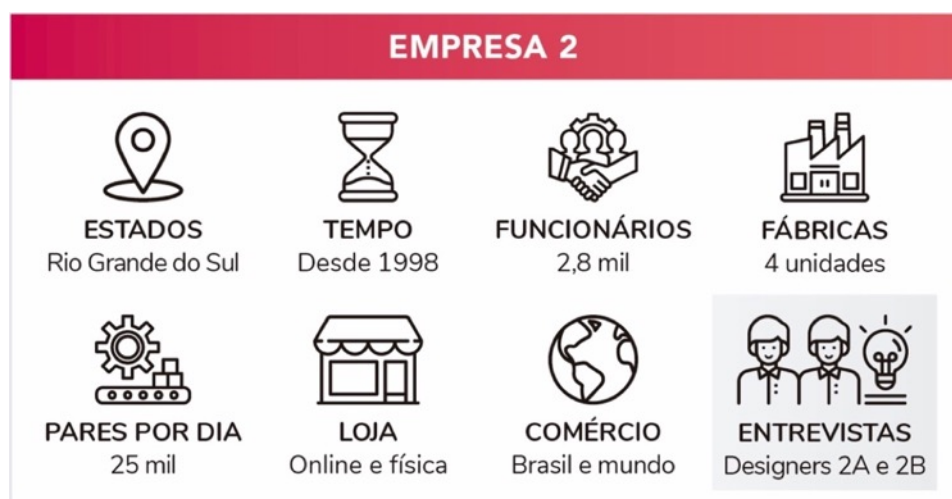 EMPRESA 2
ESTADOS
Rio Grande do Sul
TEMPO
Desde 1998
FUNCIONÁRIOS
2,8 mil
FÁBRICAS
4 unidades
PARES POR DIA
25 mil
LOJA
Online e física
COMÉRCIO
Brasil e mundo
ENTREVISTAS
Designers 2A e 2B